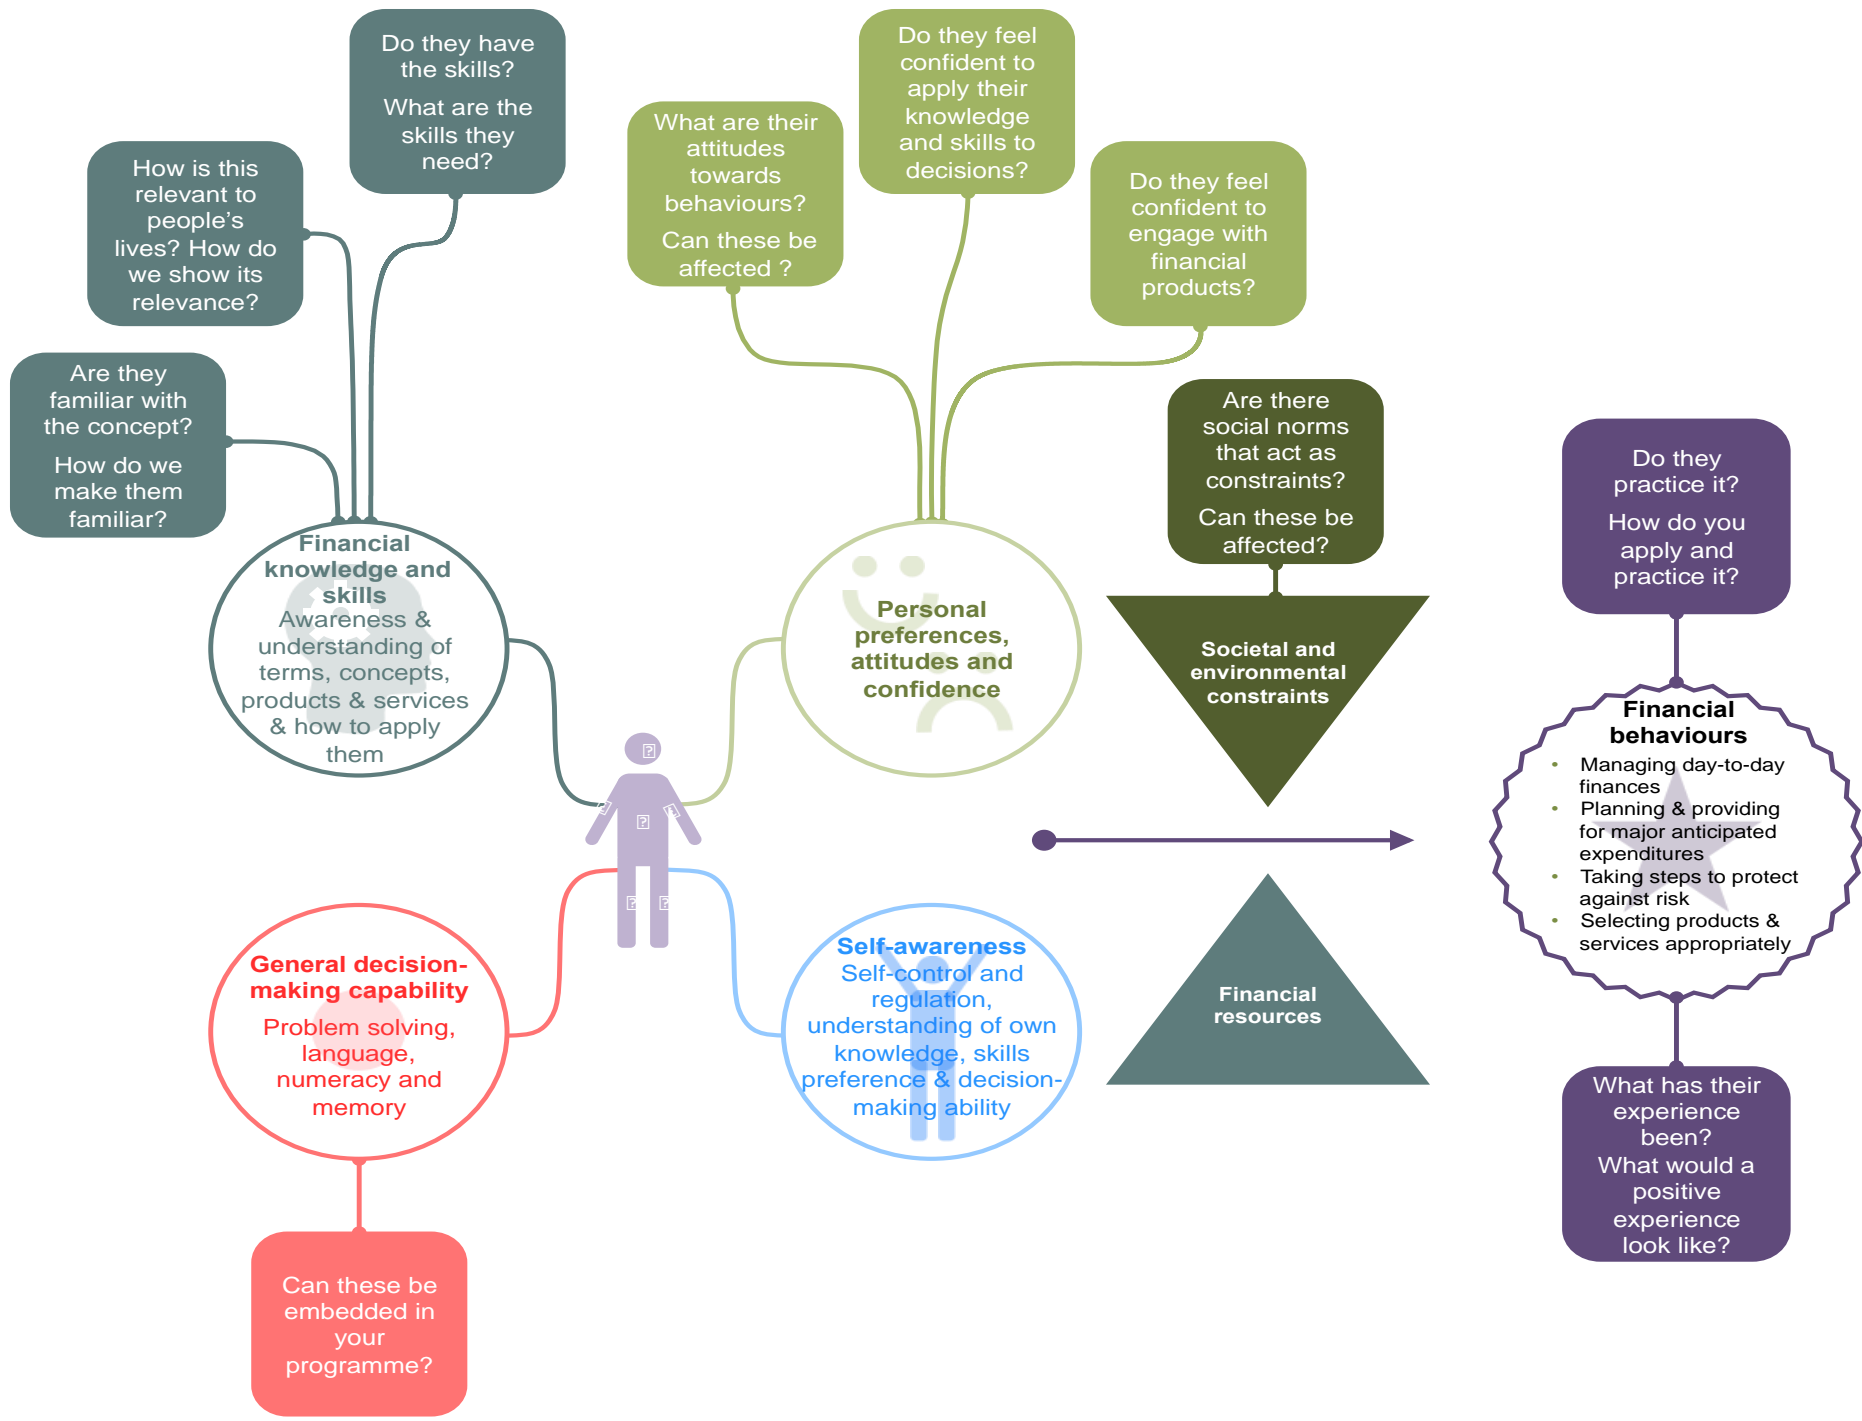 Do they have
the skills?
What are the
skills they
need?
How is this
relevant to
people’s
lives? How do
we show its
relevance?
Are they
familiar with
the concept?
How do we
make them
familiar?
Financial
knowledge and
skills
Awareness &
understanding of
terms, concepts,
products & services
& how to apply
them
What are their
attitudes
towards
behaviours?
Can these be
affected ?
Do they feel
confident to
apply their
knowledge
and skills to
decisions?
Do they feel
confident to
engage with
financial
products?
Personal
preferences,
attitudes and
confidence
Are there
social norms
that act as
constraints?
Can these be
affected?
Societal and
environmental
constraints
Do they
practice it?
How do you
apply and
practice it?
Financial
behaviours
• Managing day-to-day
finances
• Planning & providing
for major anticipated
expenditures
• Taking steps to protect
against risk
• Selecting products &
services appropriately
General decision-
making capability
Problem solving,
language,
numeracy and
memory
Self-awareness
Self-control and
regulation,
understanding of own
knowledge, skills
preference & decision-
making ability
Financial
resources
What has their
experience
been?
What would a
positive
experience
look like?
Can these be
embedded in
your
programme?